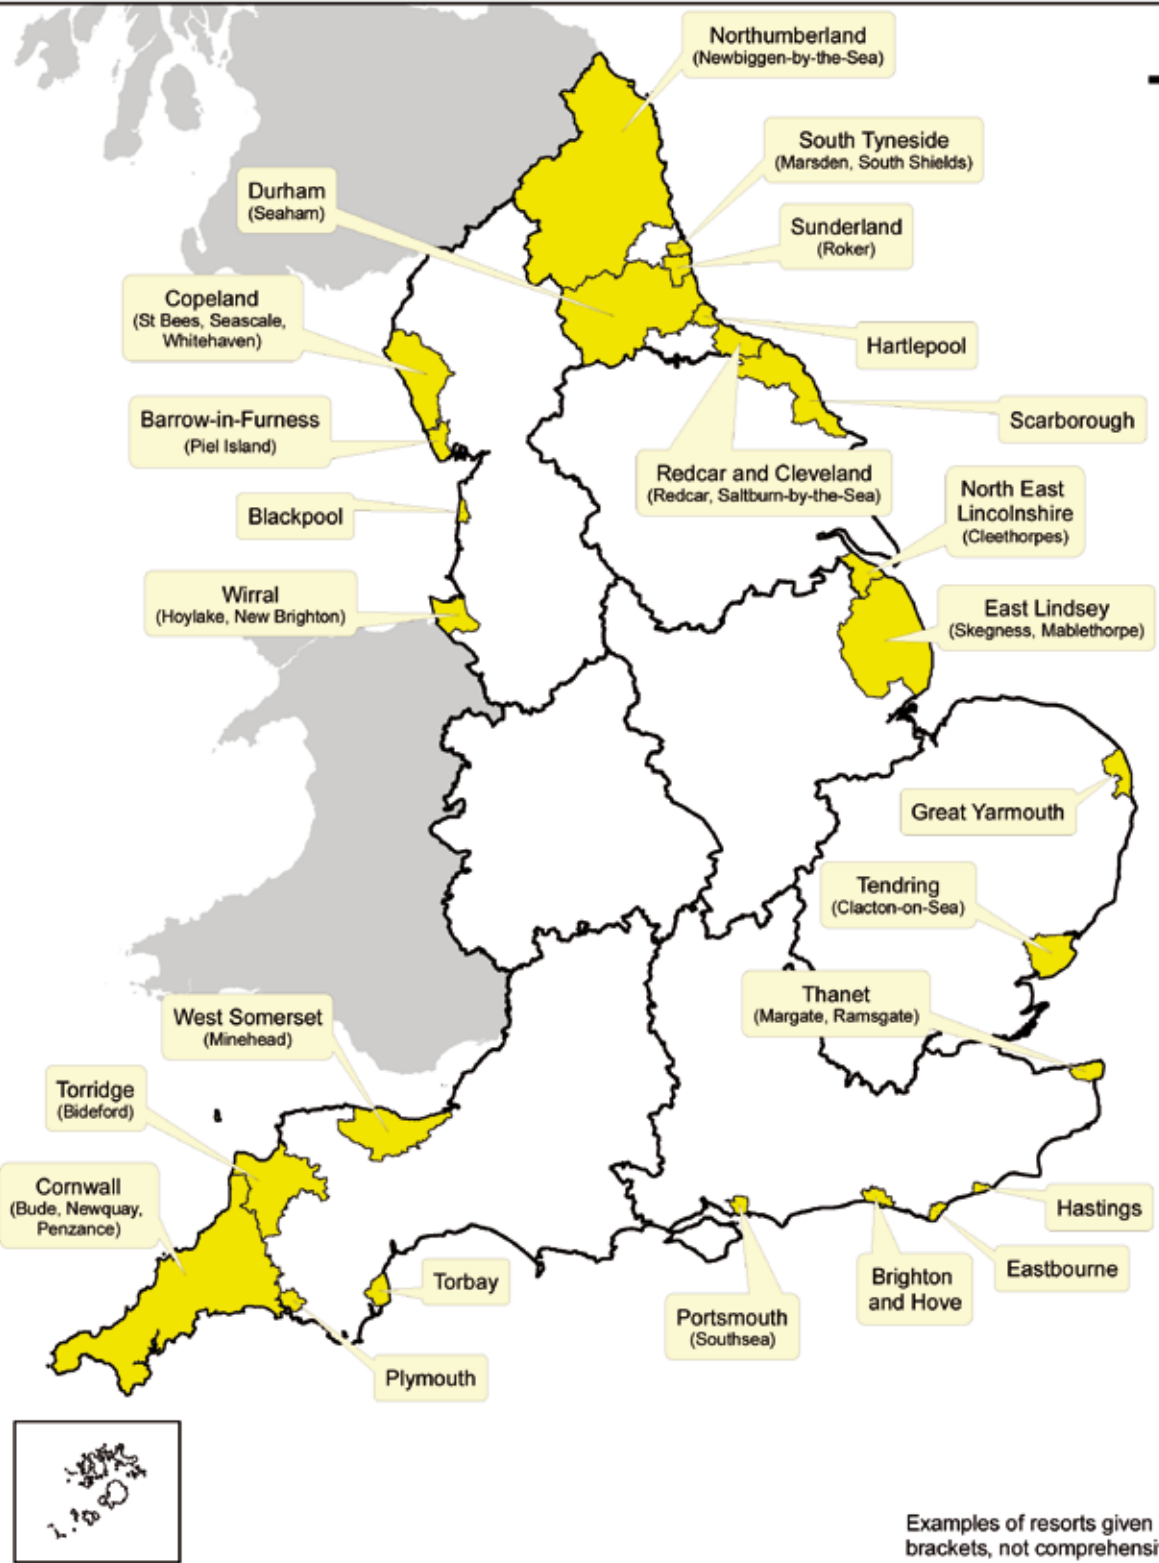 Northumberland
(Newbiggen-by-the-Sea)
South Tyneside
(Marsden, South Shields)
Durham
(Seaham)
Sunderland
(Roker)
Copeland
(St Bees, Seascale,
Whitehaven)
Hartlepool
Barrow-in-Furness
(Piel Island)
Scarborough
Redcar and Cleveland
(Redcar, Saltburn-by-the-Sea)
North East
Lincolnshire
(Cleethorpes)
Blackpool
Wirral
(Hoylake, New Brighton)
East Lindsey
(Skegness, Mablethorpe)
Great Yarmouth
Tendring
(Clacton-on-Sea)
Thanet
(Margate, Ramsgate)
West Somerset
(Minehead)
Torridge
(Bideford)
Cornwall
(Bude, Newquay,
Penzance)
Hastings
Eastbourne
Brighton
and Hove
Torbay
Portsmouth
(Southsea)
Plymouth
Examples of resorts given
brackets, not comprehensi